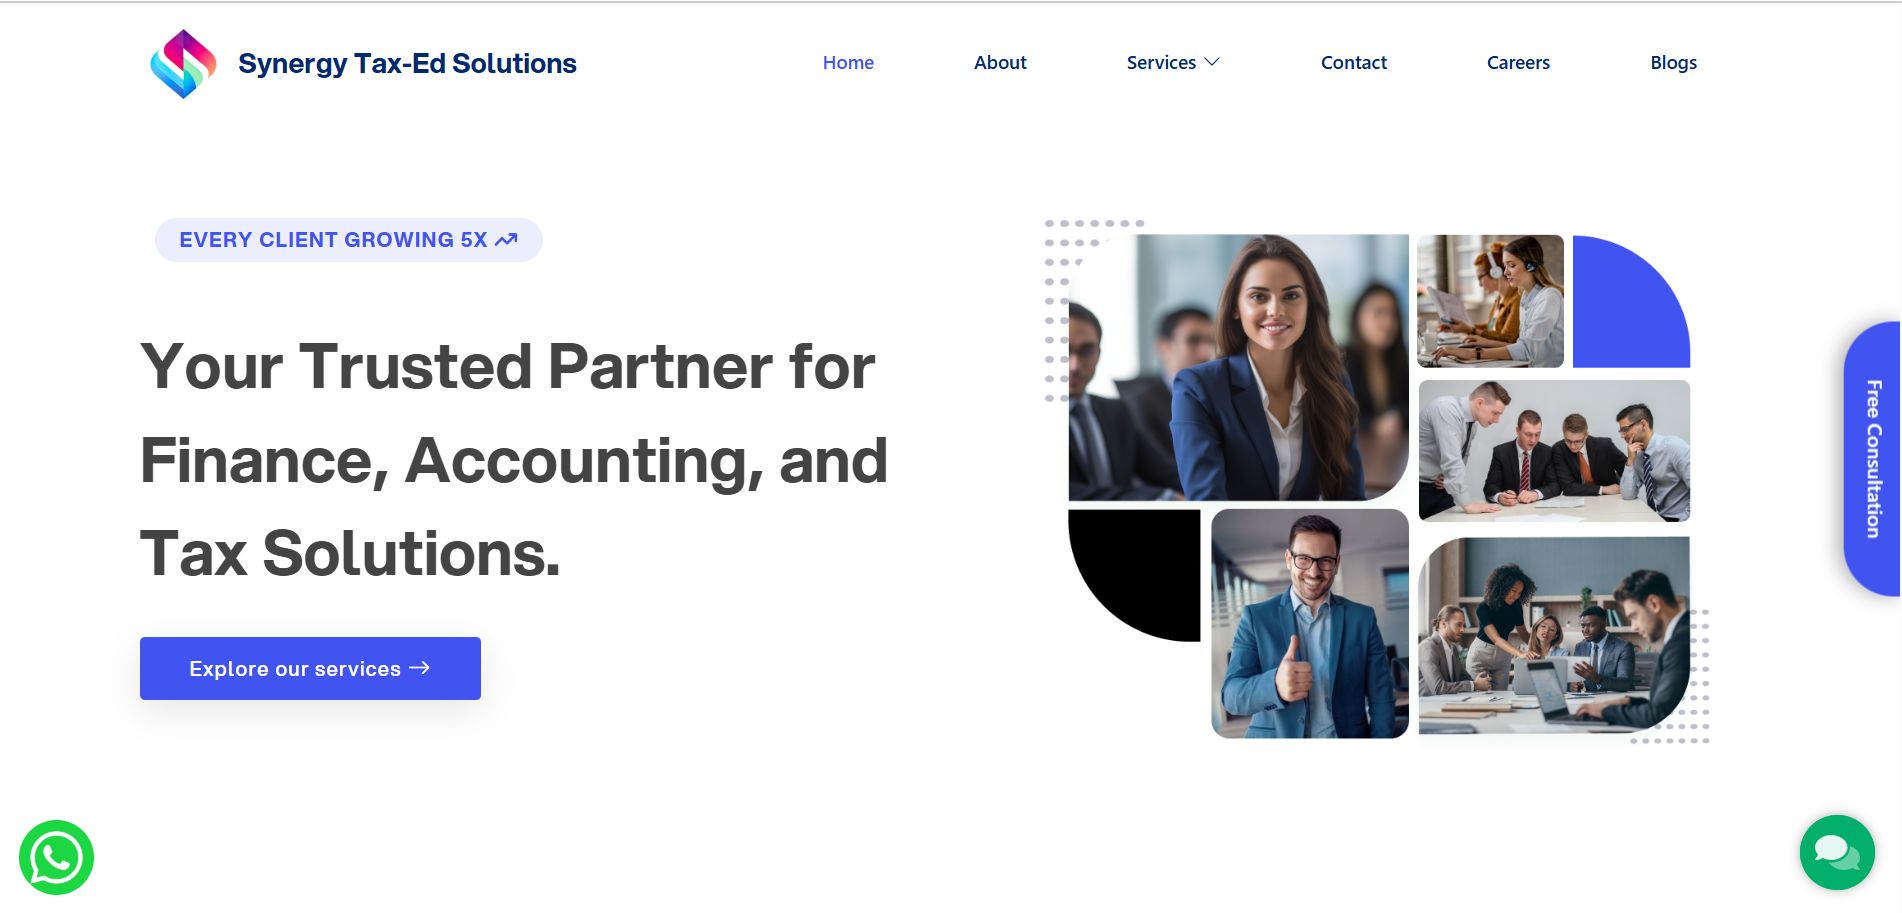 Synergy Tax-Ed Solutions
Home
About
Services
Contact
Careers
Blogs
EVERY CLIENT GROWING 5X
Your Trusted Partner for
Finance, Accounting, and
Tax Solutions.
Explore our services →
Free Consultation